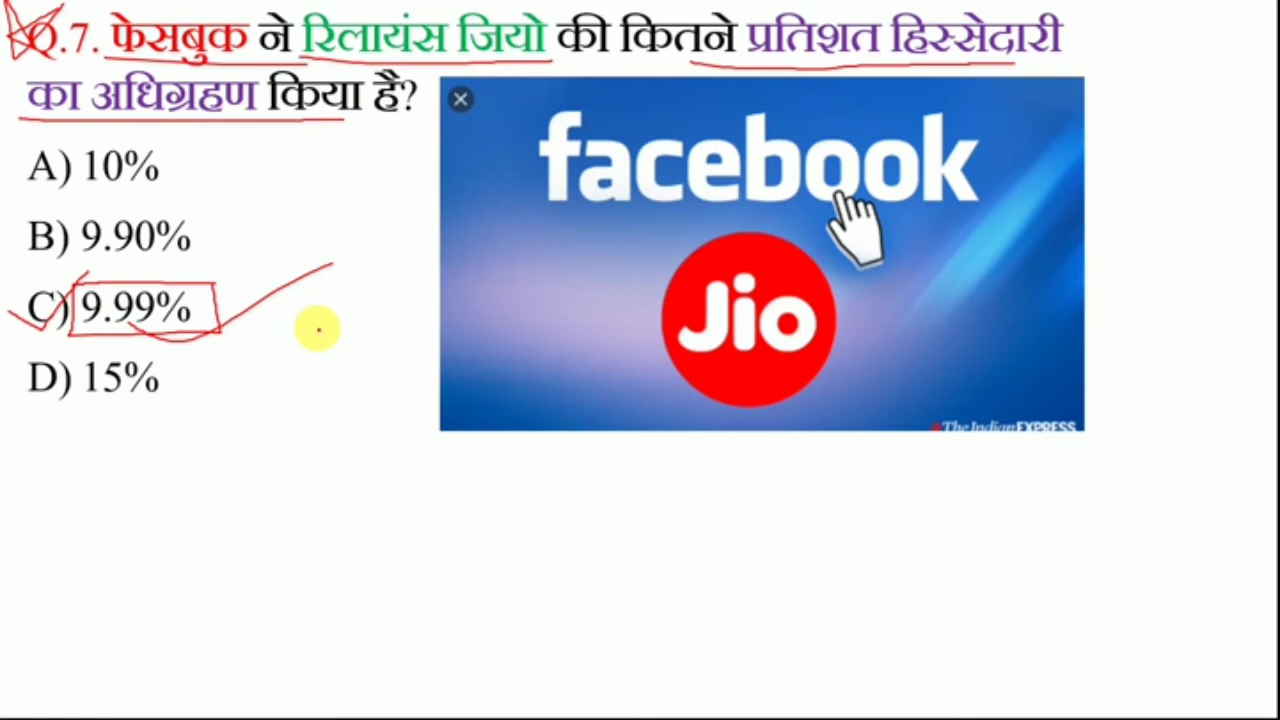 Q.7. फेसबुक ने रिलायंस जियो की कितने प्रतिशत हिस्सेदारी
का अधिग्रहण किया है?
A) 10%
B) 9.90%
C) 9.99%
D) 15%
facebook
Jio
The Indian EXPRESS